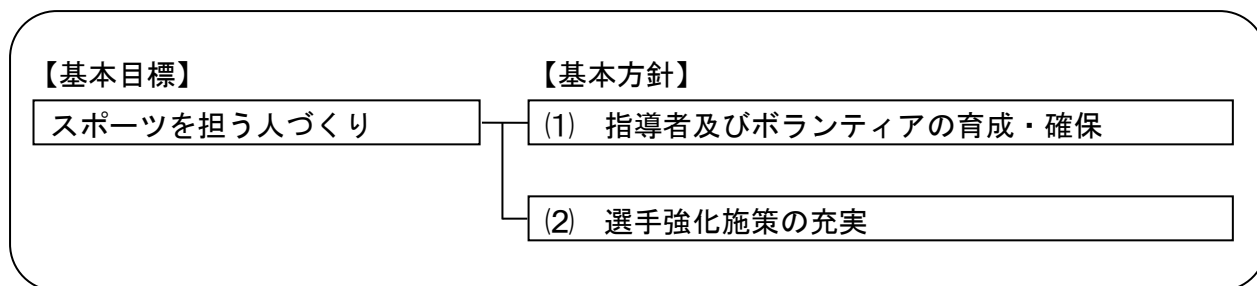 【基本目標】 【基本方針】
スポーツを担う人づくり ⑴ 指導者及びボランティアの育成・確保
⑵ 選手強化施策の充実